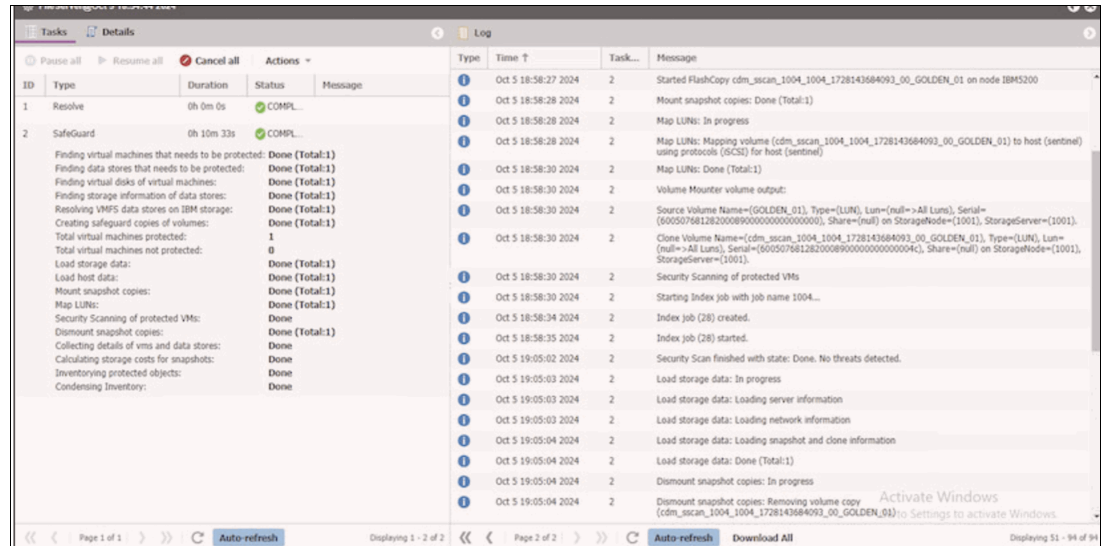 Tasks Details
Pause all Resume all Cancel all Actions
ID Type Duration Status Message
1 Resolve 0h 0m 0s COMPL...
2 SafeGuard 0h 10m 33s COMPL...
Finding virtual machines that needs to be protected: Done (Total:1)
Finding data stores that needs to be protected: Done (Total:1)
Finding virtual disks of virtual machines: Done (Total:1)
Finding storage information of data stores: Done (Total:1)
Resolving VMFS data stores on IBM storage: Done (Total:1)
Creating safeguard copies of volumes: Done (Total:1)
Total virtual machines protected: 1
Total virtual machines not protected: 0
Load storage data: Done (Total:1)
Load host data: Done (Total:1)
Mount snapshot copies: Done (Total:1)
Map LUNs: Done (Total:1)
Security Scanning of protected VMs: Done
Dismount snapshot copies: Done (Total:1)
Collecting details of vms and data stores: Done
Calculating storage costs for snapshots: Done
Inventorying protected objects: Done
Condensing Inventory: Done
Page 1 of 1 Auto-refresh Displaying 1 - 2 of 2
Log
Type Time ↑ Task... Message
Oct 5 18:58:27 2024 2 Started FlashCopy cdm_sscan_1004_1004_1728143684093_00_GOLDEN_01 on node IBM5200
Oct 5 18:58:28 2024 2 Mount snapshot copies: Done (Total:1)
Oct 5 18:58:28 2024 2 Map LUNs: In progress
Oct 5 18:58:28 2024 2 Map LUNs: Mapping volume (cdm_sscan_1004_1004_1728143684093_00_GOLDEN_01) to host (sentinel)
using protocols (iSCSI) for host (sentinel)
Oct 5 18:58:30 2024 2 Map LUNs: Done (Total:1)
Oct 5 18:58:30 2024 2 Volume Mounter volume output:
Oct 5 18:58:30 2024 2 Source Volume Name=(GOLDEN_01), Type=(LUN), Lun=(null=>All Luns), Serial=
Share=(null) on StorageNode=(1001), StorageServer=(1001).
Oct 5 18:58:30 2024 2 Clone Volume Name=(cdm_sscan_1004_1004_1728143684093_00_GOLDEN_01), Type=(LUN), Lun=
(null=>All Luns), Share=(null) on StorageNode=(1001),
StorageServer=(1001).
Oct 5 18:58:30 2024 2 Security Scanning of protected VMs
Oct 5 18:58:30 2024 2 Starting Index job with job name 1004...
Oct 5 18:58:34 2024 2 Index job (28) created.
Oct 5 18:58:35 2024 2 Index job (28) started.
Oct 5 19:05:02 2024 2 Security Scan finished with state: Done. No threats detected.
Oct 5 19:05:03 2024 2 Load storage data: In progress
Oct 5 19:05:03 2024 2 Load storage data: Loading server information
Oct 5 19:05:03 2024 2 Load storage data: Loading network information
Oct 5 19:05:04 2024 2 Load storage data: Loading snapshot and clone information
Oct 5 19:05:04 2024 2 Load storage data: Done (Total:1)
Oct 5 19:05:04 2024 2 Dismount snapshot copies: In progress
Oct 5 19:05:04 2024 2 Dismount snapshot copies: Removing volume copy
(cdm_sscan_1004_1004_1728143684093_00_GOLDEN_01)
Activate Windows
to Settings to activate Windows.
Page 2 of 2 Auto-refresh Download All Displaying 51 - 94 of 94